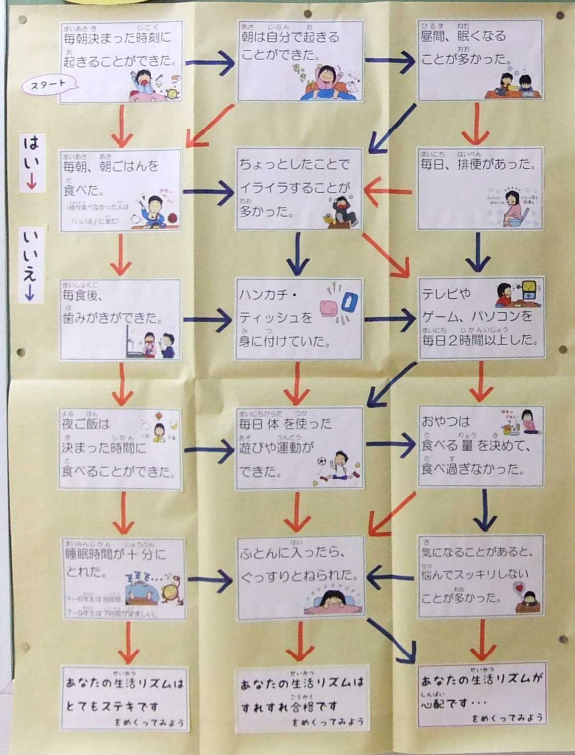 毎朝決まった時刻に
起きることができた。
スタート
朝は自分で起きる
ことができた。
昼間、眠くなる
ことが多かった。
はい
毎朝、朝ごはんを
食べた。
ちょっとしたことで
イライラすることが
多かった。
毎日、排便があった。
いいえ
毎食後、
歯みがきができた。
ハンカチ・
ティッシュを
身に付けていた。
テレビや
ゲーム、パソコンを
毎日2時間以上した。
夜ご飯は
決まった時間に
食べることができた。
毎日体を使った
遊びや運動が
できた。
おやつは
食べる量を決めて、
食べ過ぎなかった。
睡眠時間が十分に
とれた。
ふとんに入ったら、
ぐっすりとねられた。
気になることがあると、
悩んでスッキリしない
ことが多かった。
あなたの生活リズムは
とてもステキです
をめくってみよう
あなたの生活リズムは
すれすれ合格です
をめくってみよう
あなたの生活リズムが
心配です・・・
をめくってみよう